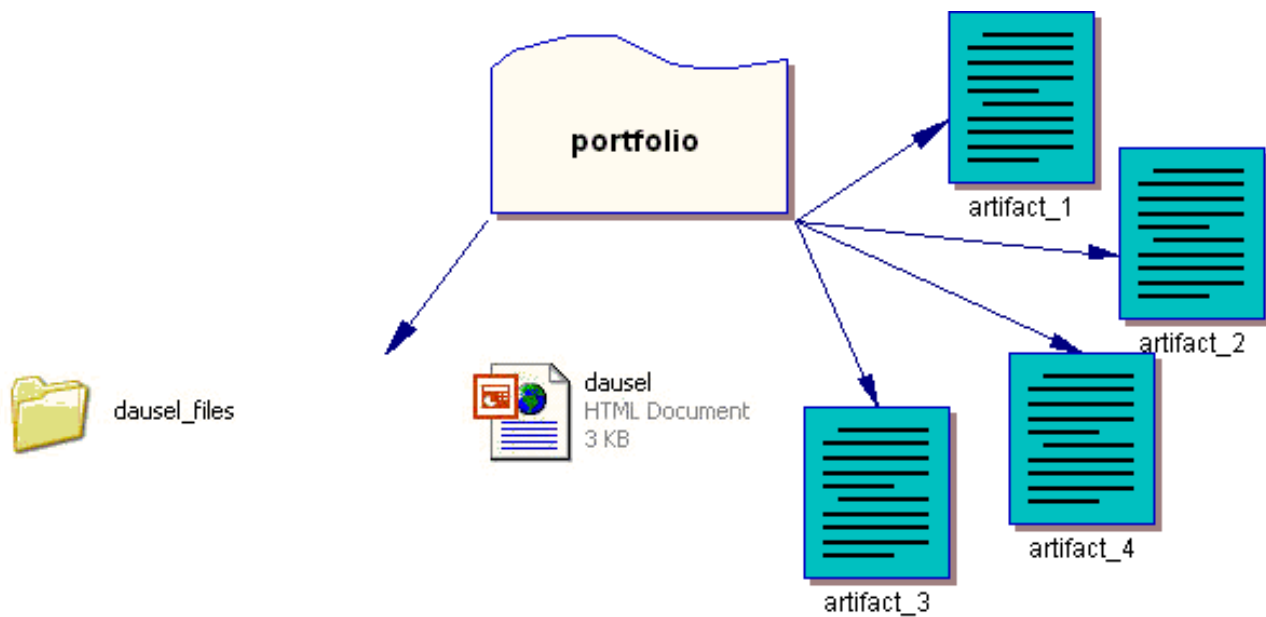 portfolio
artifact_1
artifact_2
dausel_files
dausel
HTML Document
3 KB
artifact_4
artifact_3